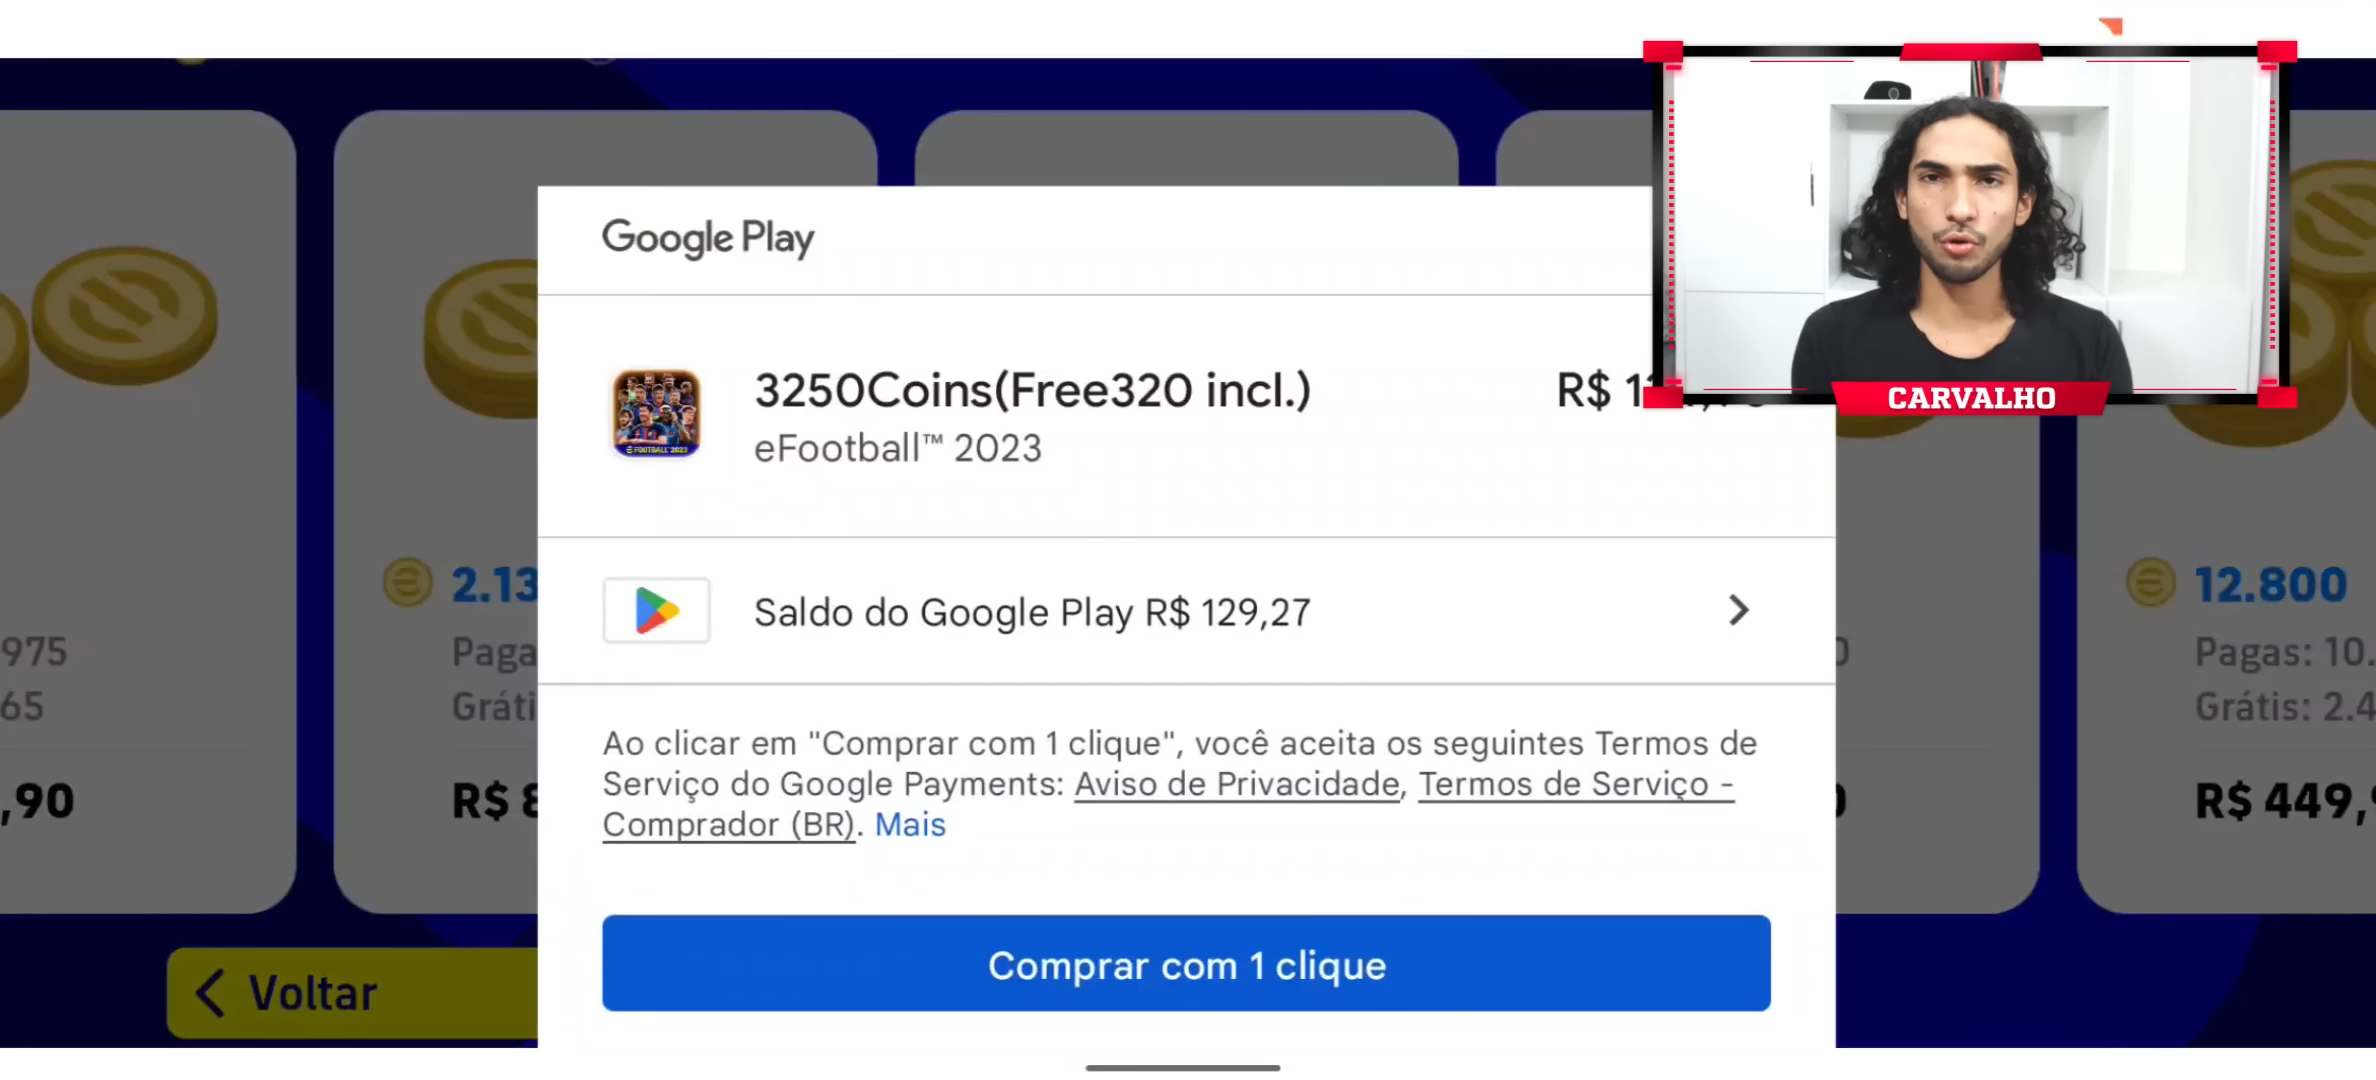 Google Play
3250Coins(Free320 incl.)
R$
eFootball™ 2023
E FOOTBALL 2023
CARVALHO
Saldo do Google Play R$ 129,27
Ao clicar em "Comprar com 1 clique", você aceita os seguintes Termos de
Serviço do Google Payments: Aviso de Privacidade, Termos de Serviço -
Comprador (BR). Mais
Comprar com 1 clique
975
65
,90
2.13
Paga
Gráti
R$ 8
12.800
Pagas: 10.
Grátis: 2.4
R$ 449,
Voltar